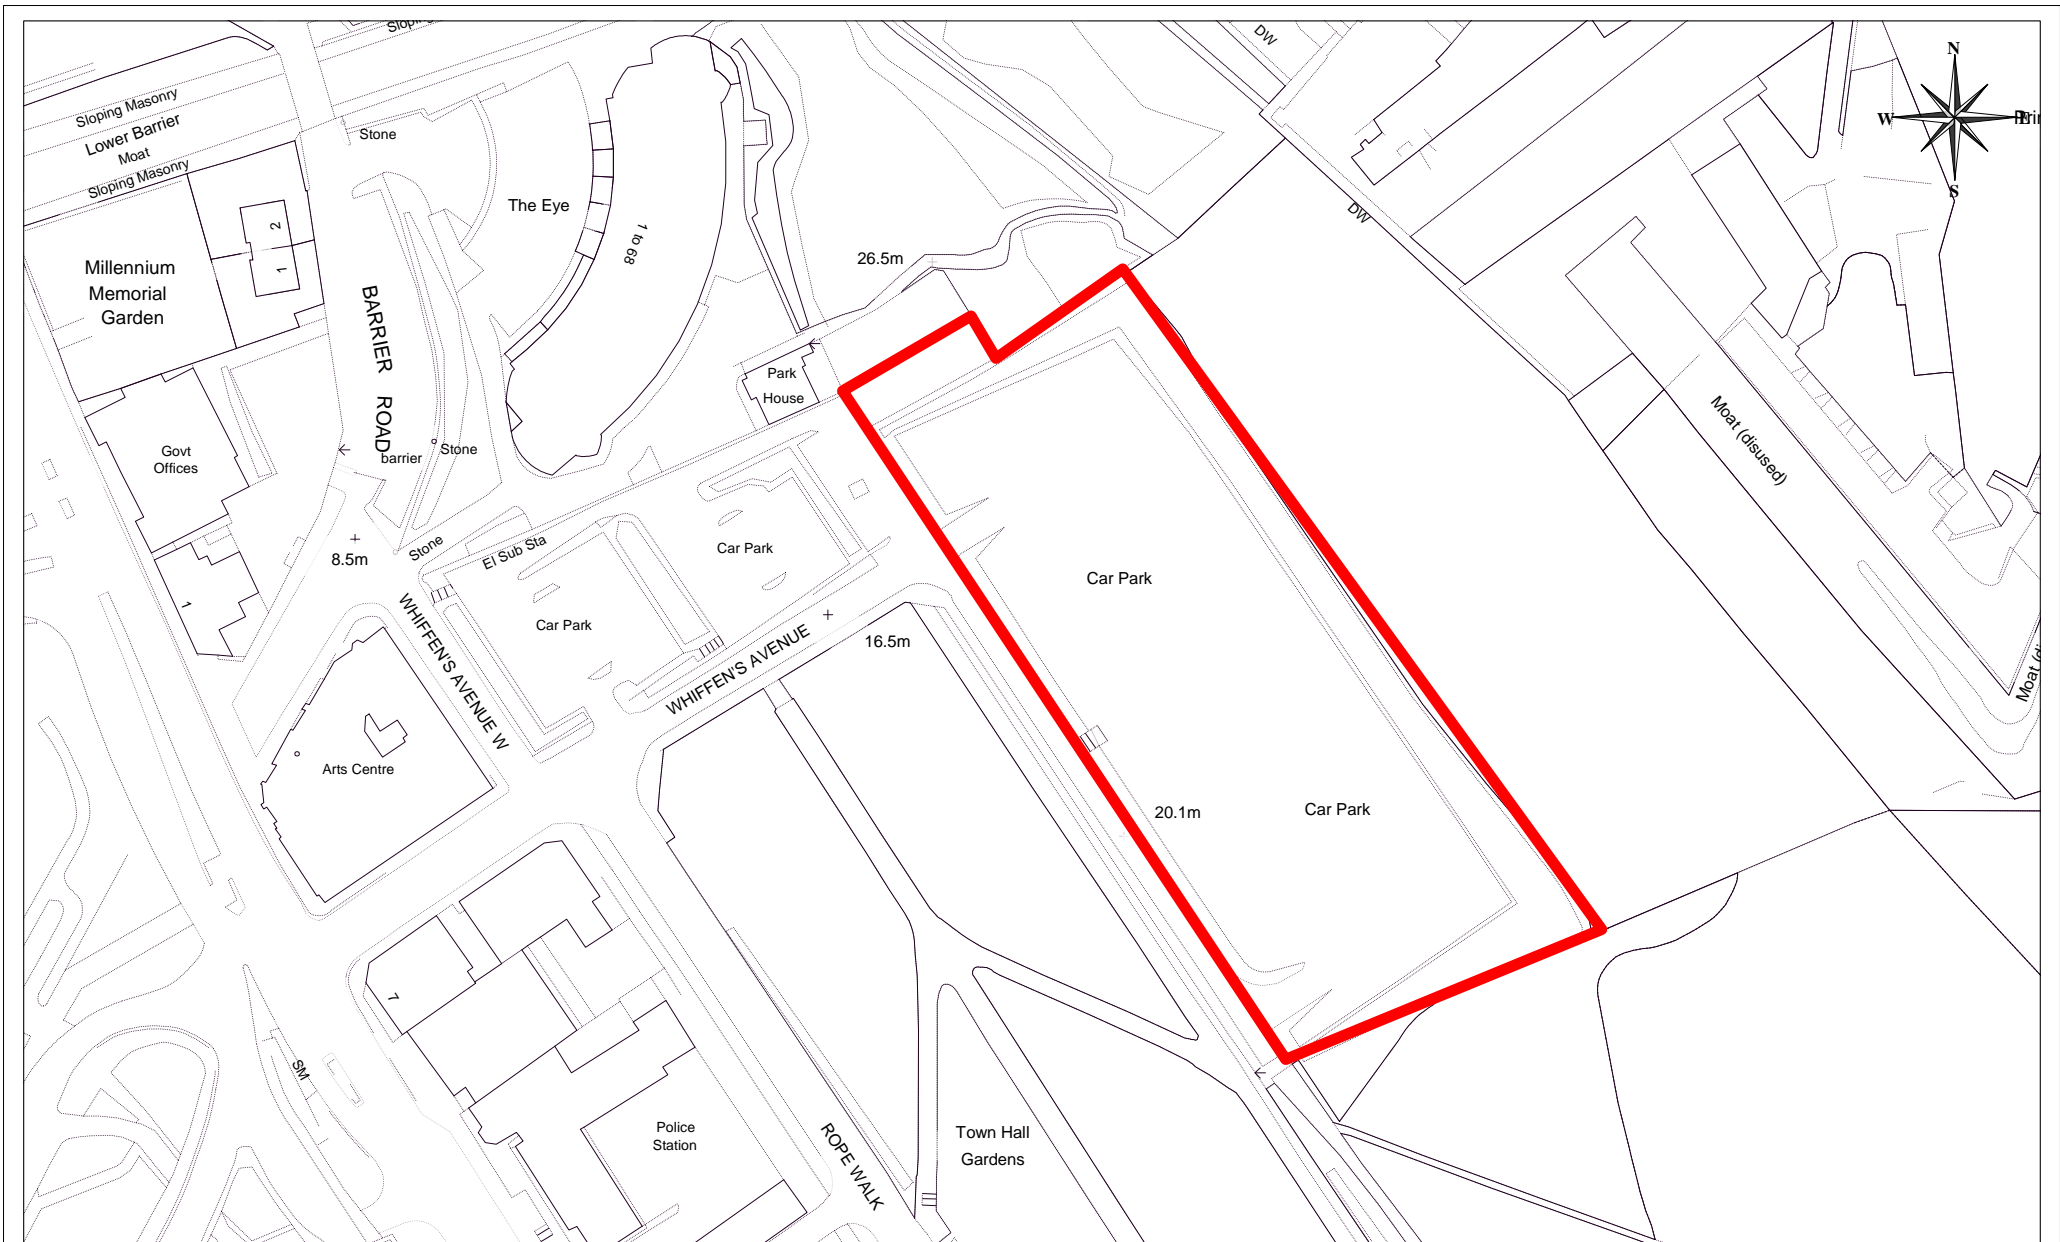 Sloping Masonry
Lower Barrier
Moat
Sloping Masonry
Stone
The Eye
1 to 68
DW
DW
N
W
E
S
2
1
Millennium
Memorial
Garden
BARRIER ROAD
26.5m
Park
House
Govt
Offices
barrier
Stone
Stone
El Sub Sta
8.5m
1
Car Park
Car Park
WHIFFEN'S AVENUE W
WHIFFEN'S AVENUE
16.5m
Arts Centre
Car Park
Car Park
20.1m
Moat (disused)
Moat
7
SM
Police
Station
ROPE WALK
Town Hall
Gardens